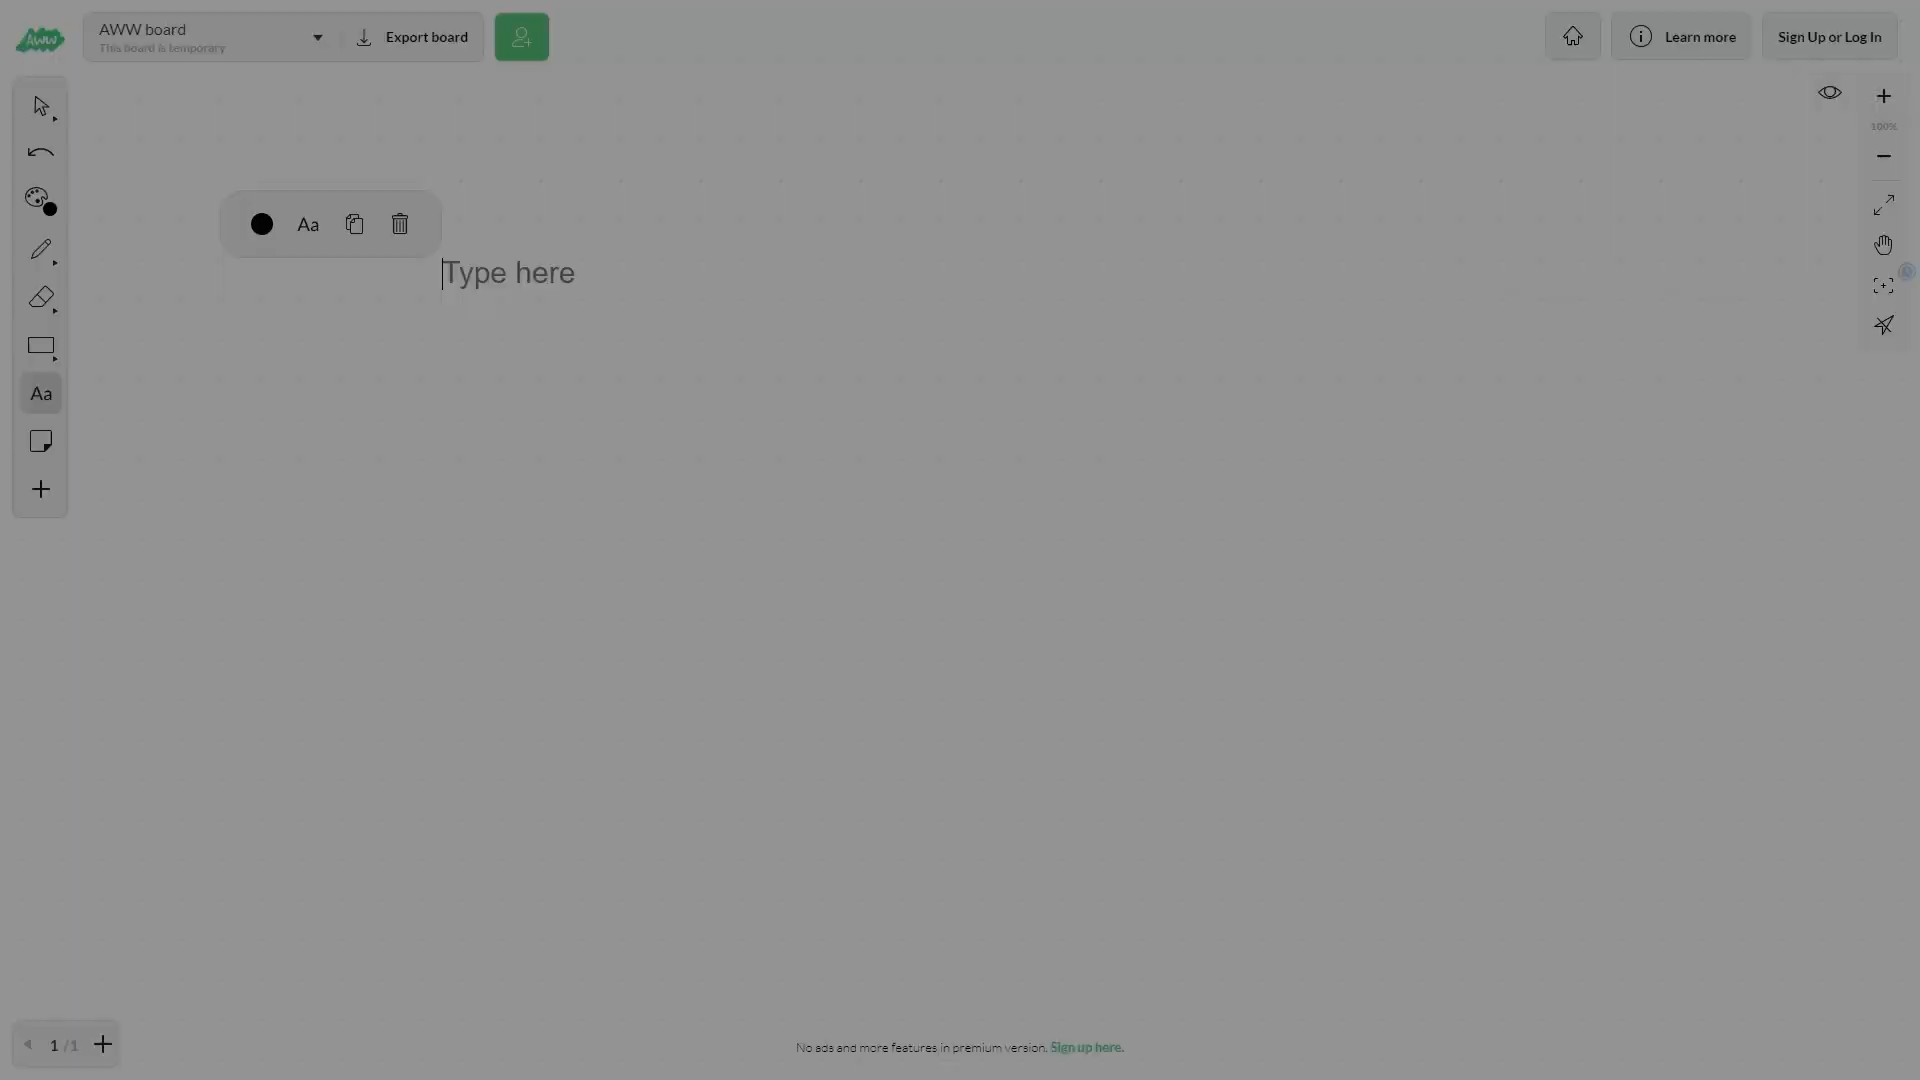 AWW
AWW board
This board is temporary
Export board
Learn more
Sign Up or Log In
100%
Aa
Type here
Aa
1 /1
No ads and more features in premium version. Sign up here.